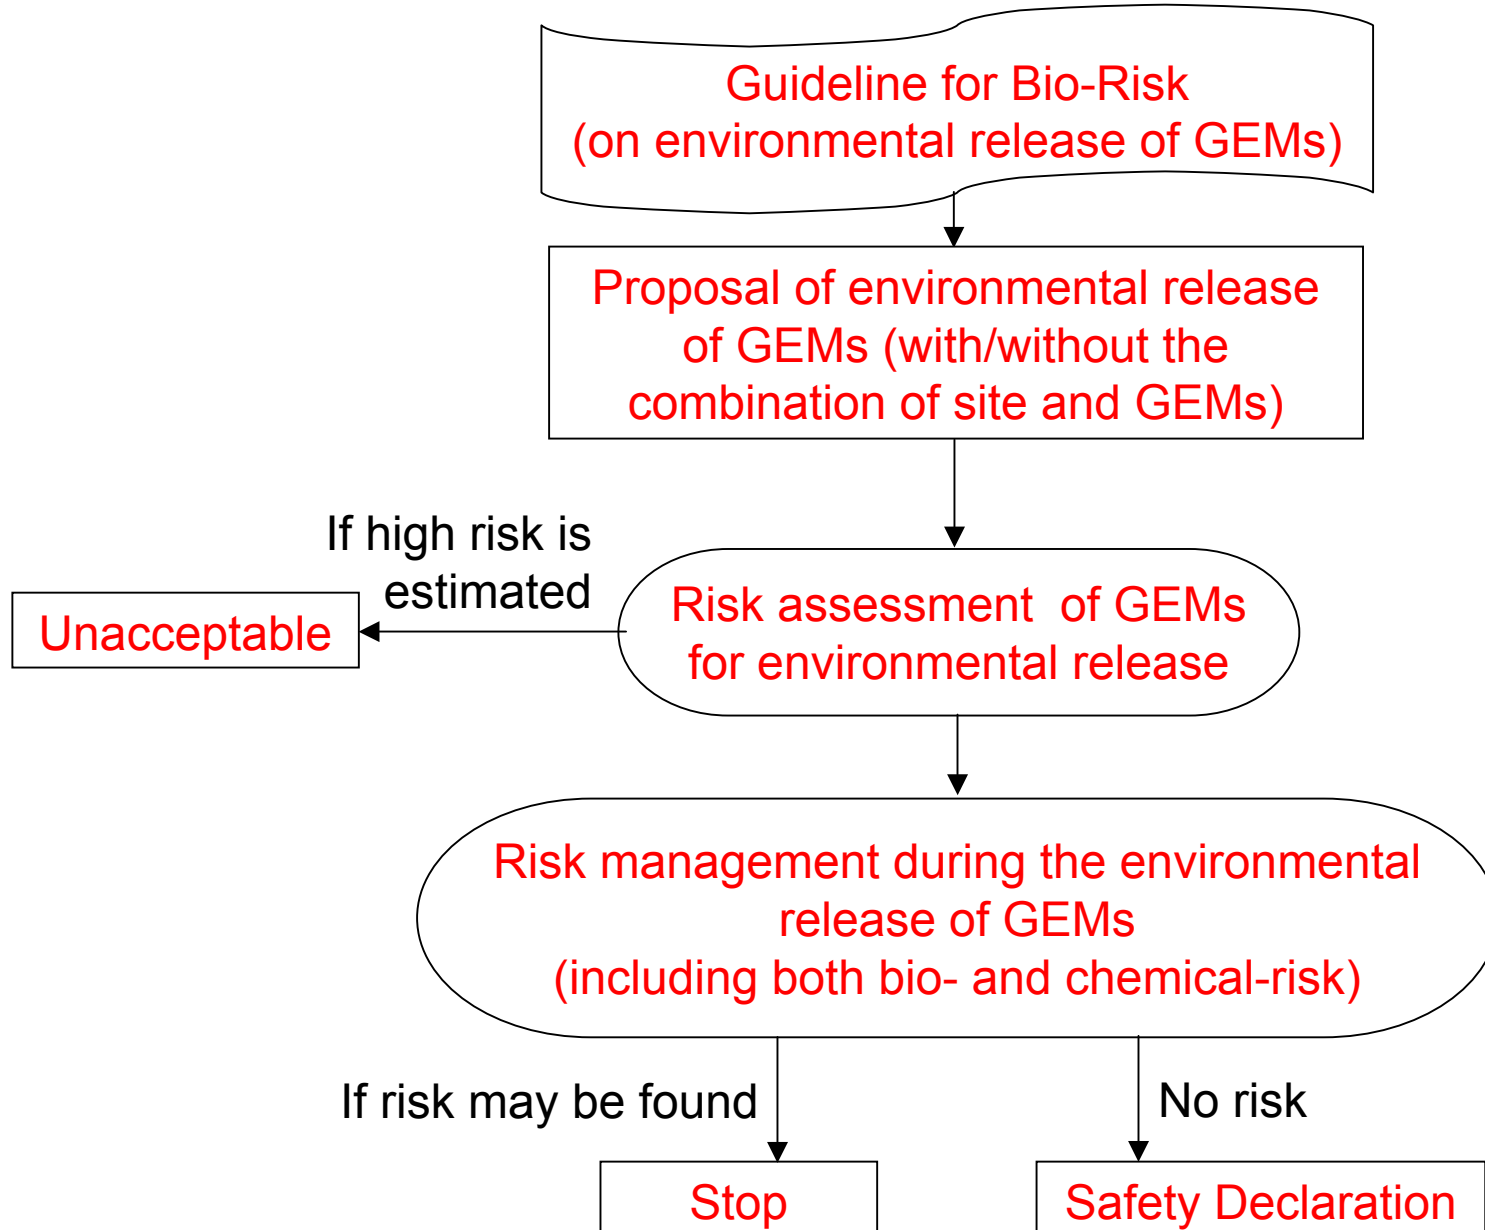 Guideline for Bio-Risk
(on environmental release of GEMs)
Proposal of environmental release
of GEMs (with/without the
combination of site and GEMs)
If high risk is
estimated
Unacceptable
Risk assessment of GEMs
for environmental release
Risk management during the environmental
release of GEMs
(including both bio- and chemical-risk)
If risk may be found
No risk
Stop
Safety Declaration